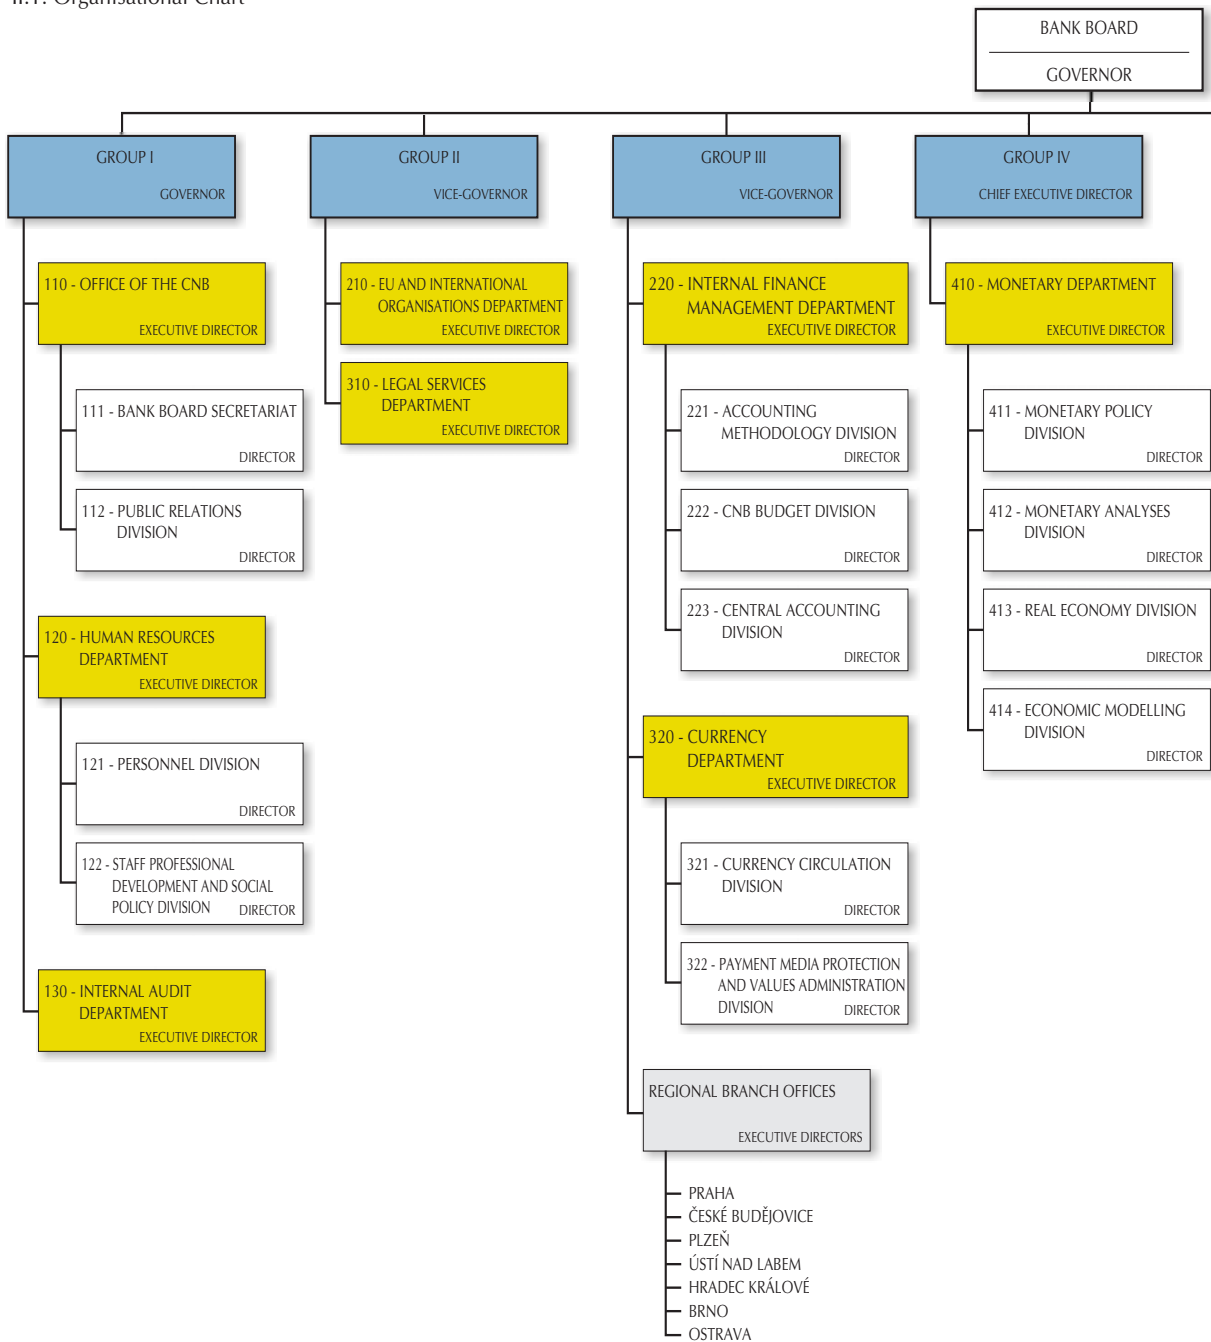 II.1. Organisational Chart
BANK BOARD
GOVERNOR
GROUP I
GOVERNOR
GROUP II
VICE-GOVERNOR
GROUP III
VICE-GOVERNOR
GROUP IV
CHIEF EXECUTIVE DIRECTOR
110 - OFFICE OF THE CNB
EXECUTIVE DIRECTOR
111 - BANK BOARD SECRETARIAT
DIRECTOR
112 - PUBLIC RELATIONS
DIVISION
DIRECTOR
120 - HUMAN RESOURCES
DEPARTMENT
EXECUTIVE DIRECTOR
121 - PERSONNEL DIVISION
DIRECTOR
122 - STAFF PROFESSIONAL
DEVELOPMENT AND SOCIAL
POLICY DIVISION DIRECTOR
130 - INTERNAL AUDIT
DEPARTMENT
EXECUTIVE DIRECTOR
210 - EU AND INTERNATIONAL
ORGANISATIONS DEPARTMENT
EXECUTIVE DIRECTOR
310 - LEGAL SERVICES
DEPARTMENT
EXECUTIVE DIRECTOR
220 - INTERNAL FINANCE
MANAGEMENT DEPARTMENT
EXECUTIVE DIRECTOR
221 - ACCOUNTING
METHODOLOGY DIVISION
DIRECTOR
222 - CNB BUDGET DIVISION
DIRECTOR
223 - CENTRAL ACCOUNTING
DIVISION
DIRECTOR
320 - CURRENCY
DEPARTMENT
EXECUTIVE DIRECTOR
321 - CURRENCY CIRCULATION
DIVISION
DIRECTOR
322 - PAYMENT MEDIA PROTECTION
AND VALUES ADMINISTRATION
DIVISION DIRECTOR
REGIONAL BRANCH OFFICES
EXECUTIVE DIRECTORS
PRAHA
ČESKÉ BUDĚJOVICE
PLZEŇ
ÚSTÍ NAD LABEM
HRADEC KRÁLOVÉ
BRNO
OSTRAVA
410 - MONETARY DEPARTMENT
EXECUTIVE DIRECTOR
411 - MONETARY POLICY
DIVISION
DIRECTOR
412 - MONETARY ANALYSES
DIVISION
DIRECTOR
413 - REAL ECONOMY DIVISION
DIRECTOR
414 - ECONOMIC MODELLING
DIVISION
DIRECTOR